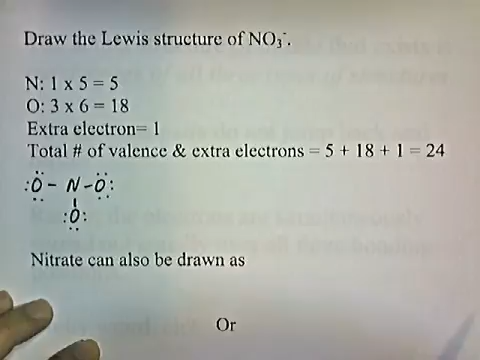 Draw the Lewis structure of NO₃⁻.
N: 1 x 5 = 5
O: 3 x 6 = 18
Extra electron= 1
Total # of valence & extra electrons = 5 + 18 + 1 = 24
:O - N - O:
:O:
Nitrate can also be drawn as
Or